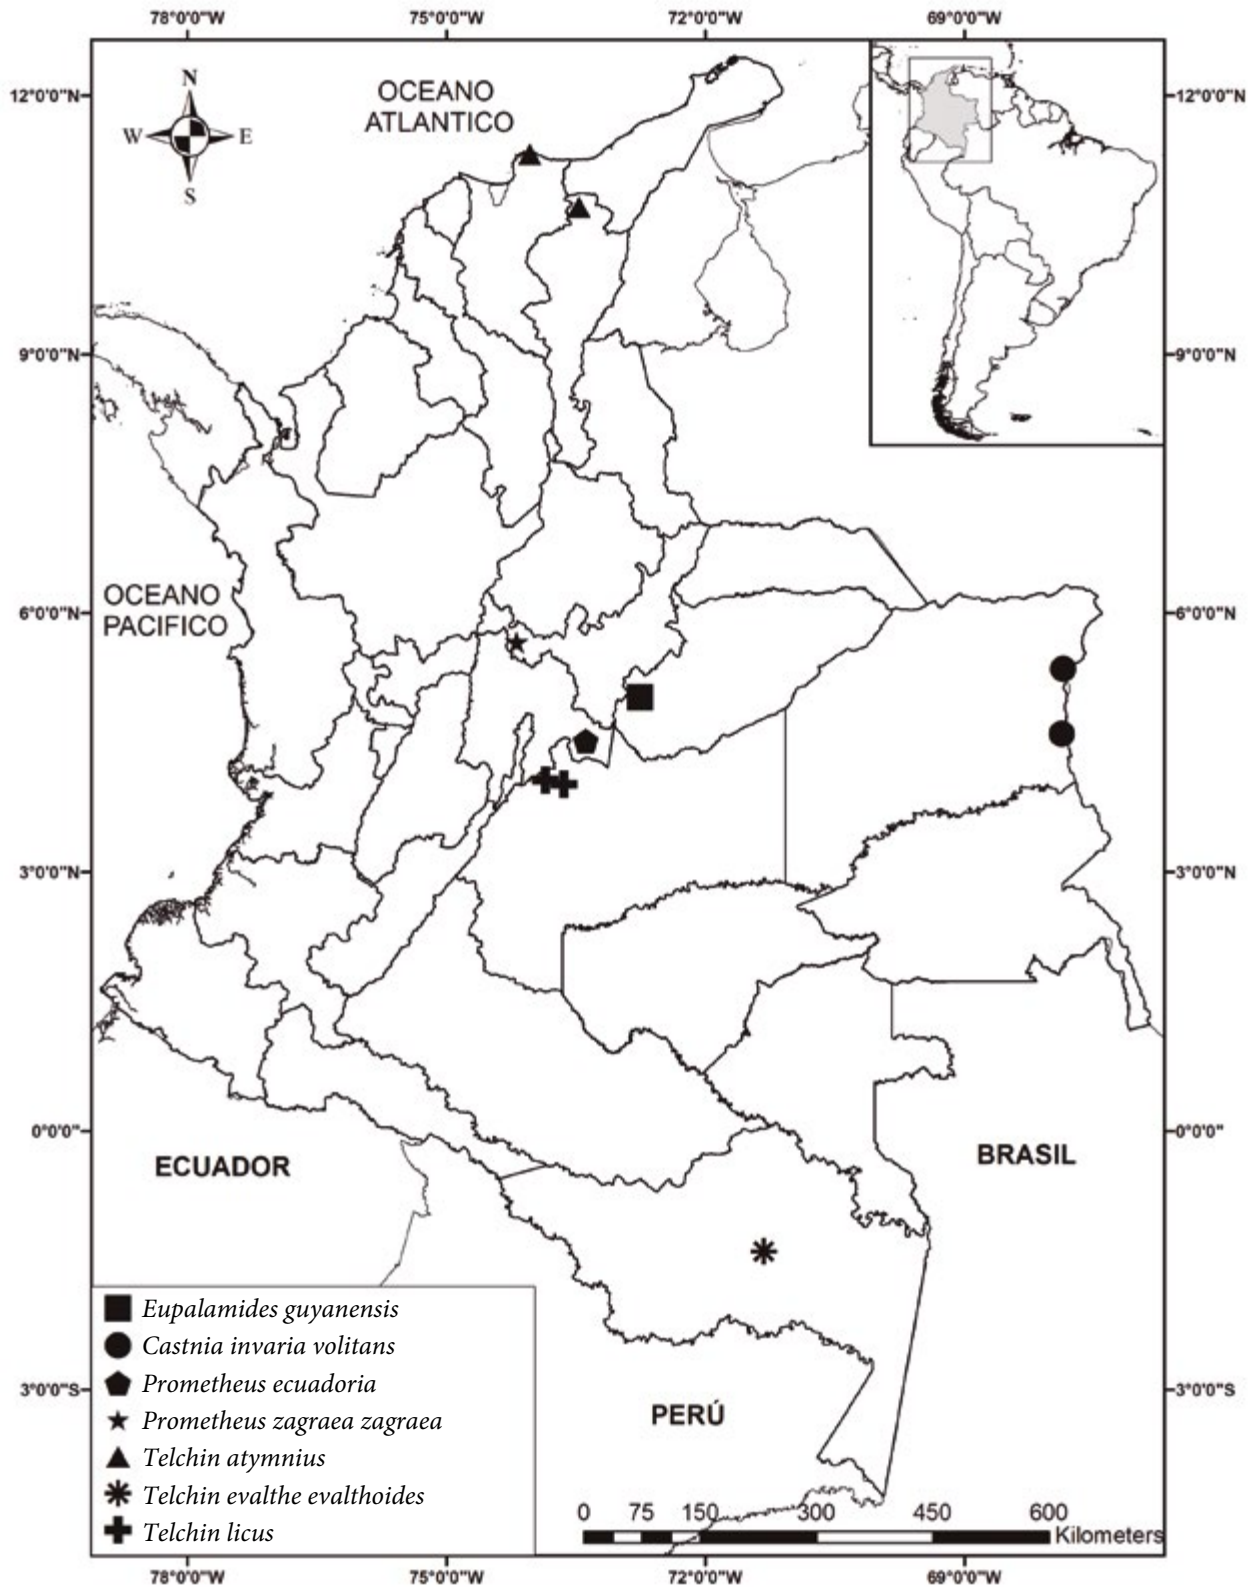 78°0'0"W 75°0'0"W 72°0'0"W 69°0'0"W
12°0'0"N 12°0'0"N
N
W E
S
OCEANO
ATLANTICO
9°0'0"N 9°0'0"N
OCEANO
PACIFICO
6°0'0"N 6°0'0"N
3°0'0"N 3°0'0"N
0°0'0" 0°0'0"
ECUADOR
BRASIL
PERÚ
3°0'0"S 3°0'0"S
Eupalamides guyanensis
Castnia invaria volitans
Prometheus ecuadoria
Prometheus zagraea zagraea
Telchin atymnius
Telchin evalthe evalthoides
Telchin licus
0 75 150 300 450 600
Kilometers
78°0'0"W 75°0'0"W 72°0'0"W 69°0'0"W